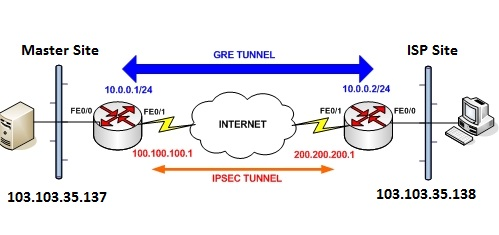 Master Site
GRE TUNNEL
ISP Site
10.0.0.1/24
10.0.0.2/24
FE0/0
FE0/1
INTERNET
FE0/1
FE0/0
100.100.100.1
200.200.200.1
IPSEC TUNNEL
103.103.35.137
103.103.35.138